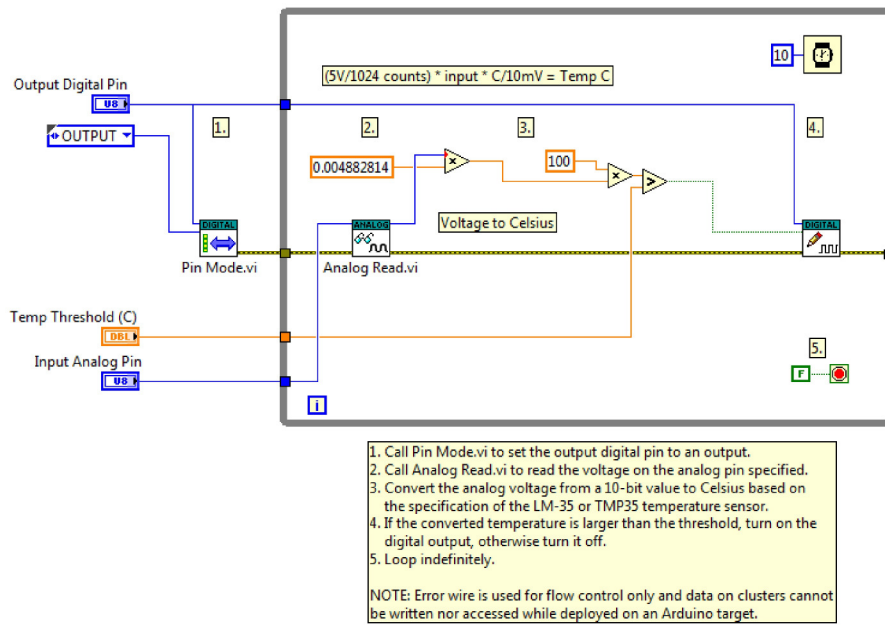 10
(5V/1024 counts) * input * C/10mV = Temp C
Output Digital Pin
U8
OUTPUT
1.
2.
3.
4.
0.004882814
100
x
x
>
Voltage to Celsius
DIGITAL
ANALOG
DIGITAL
Pin Mode.vi
Analog Read.vi
Temp Threshold (C)
DBL
Input Analog Pin
U8
5.
F
i
1. Call Pin Mode.vi to set the output digital pin to an output.
2. Call Analog Read.vi to read the voltage on the analog pin specified.
3. Convert the analog voltage from a 10-bit value to Celsius based on
the specification of the LM-35 or TMP35 temperature sensor.
4. If the converted temperature is larger than the threshold, turn on the
digital output, otherwise turn it off.
5. Loop indefinitely.
NOTE: Error wire is used for flow control only and data on clusters cannot
be written nor accessed while deployed on an Arduino target.